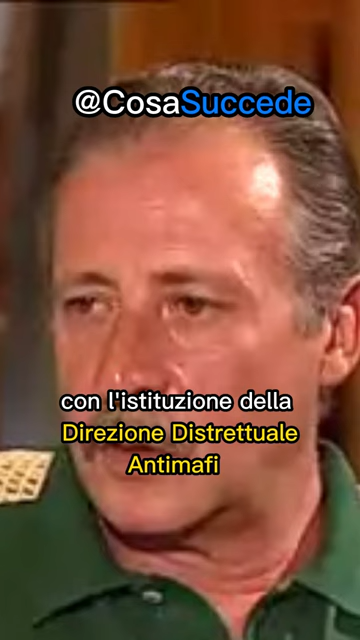 @CosaSuccede
con l'istituzione della
Direzione Distrettuale
Antimafi